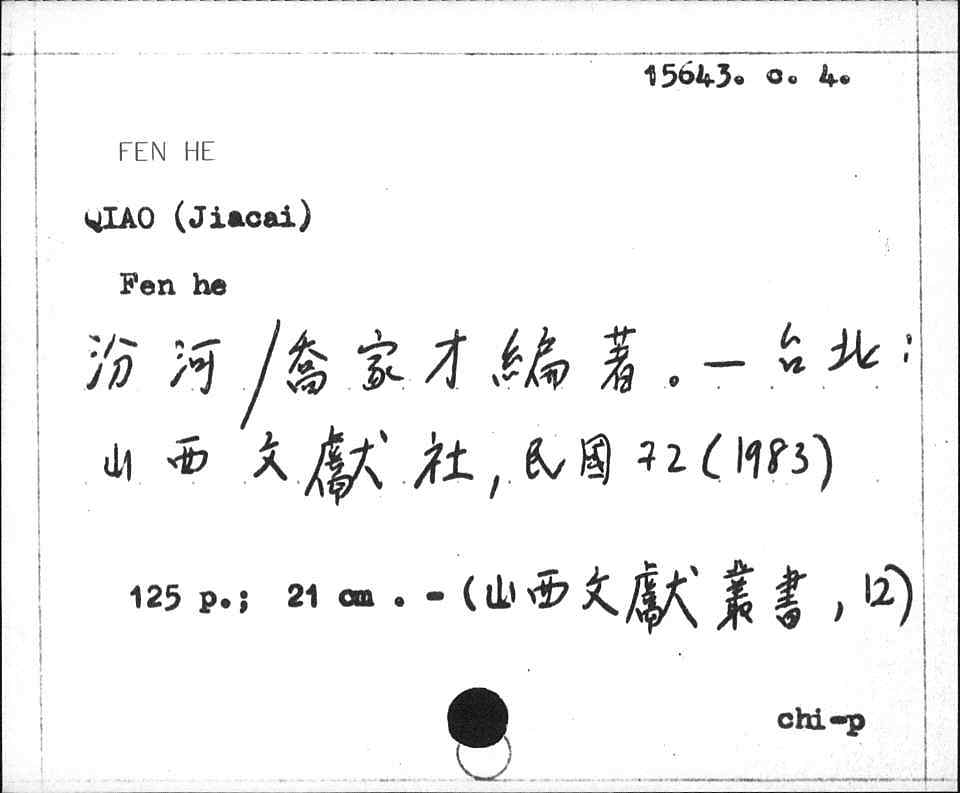 15643. c. 4.
FEN HE
QIAO (Jiacai)
Fen he
汾河/喬家才編著。— 台北:
山西文獻社, 民國72(1983)
125 p.; 21 cm. - (山西文獻叢書, 12)
chi-p